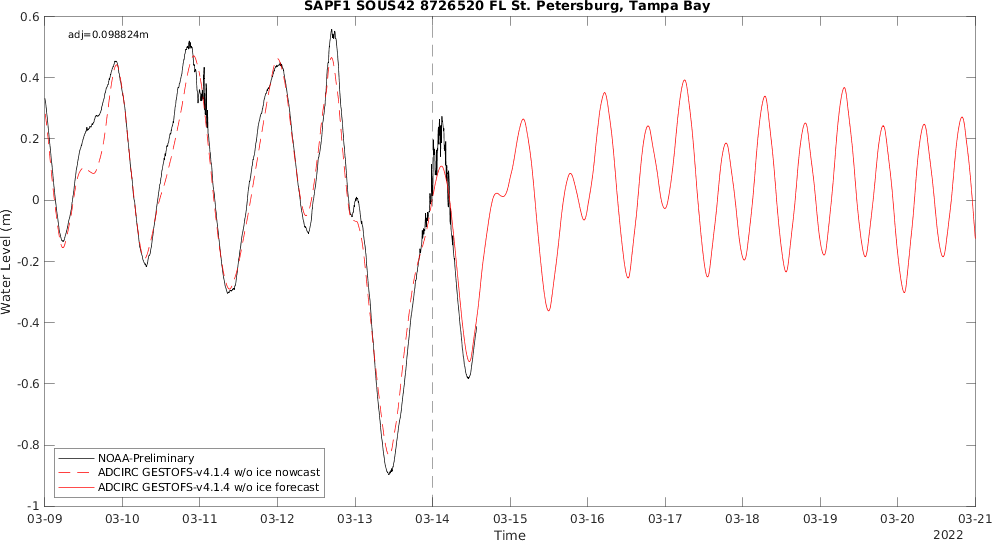 SAPF1 SOUS42 8726520 FL St. Petersburg, Tampa Bay
adj=0.098824m
0.6
0.4
0.2
0
-0.2
-0.4
-0.6
-0.8
-1
Water Level (m)
NOAA-Preliminary
ADCIRC GESTOFS-v4.1.4 w/o ice nowcast
ADCIRC GESTOFS-v4.1.4 w/o ice forecast
03-09 03-10 03-11 03-12 03-13 03-14 03-15 03-16 03-17 03-18 03-19 03-20 03-21
Time
2022